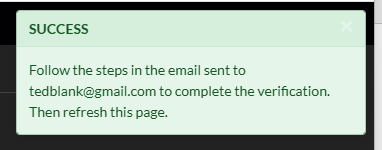 SUCCESS
Follow the steps in the email sent to
tedblank@gmail.com to complete the verification.
Then refresh this page.